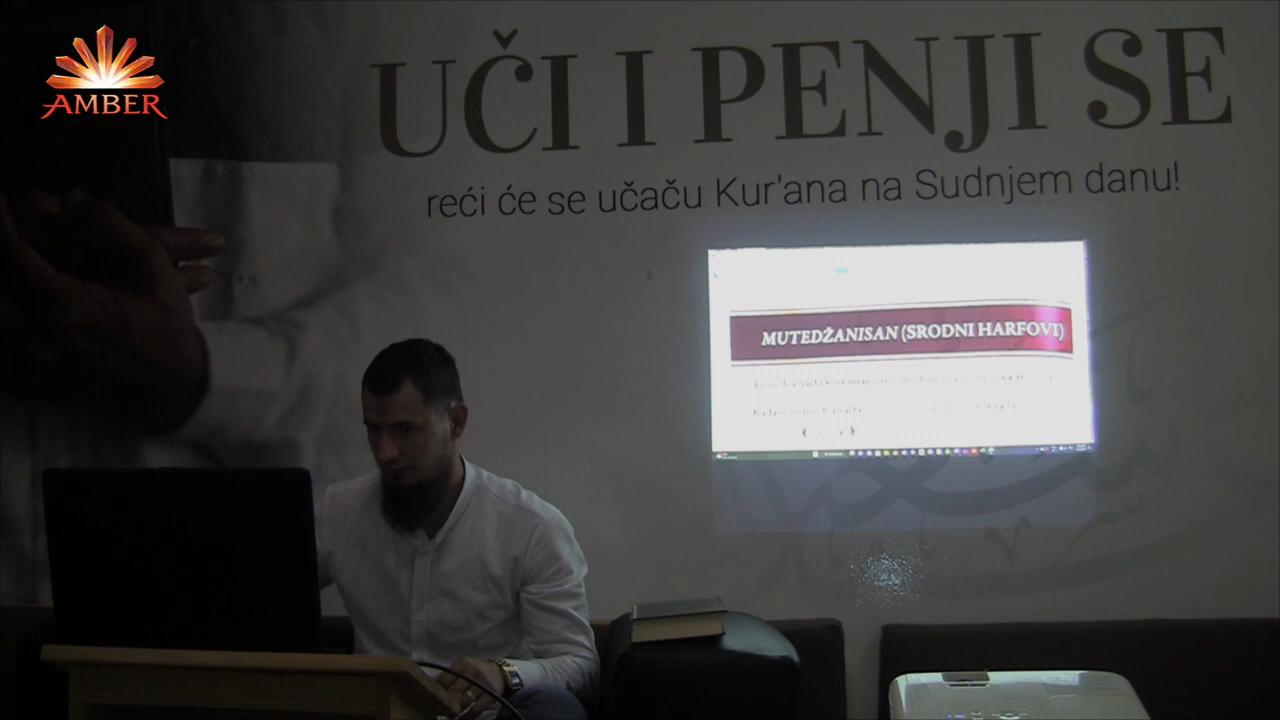 AMBER
UČI I PENJI SE
reći će se učaču Kur'ana na Sudnjem danu!
MUTEDŽANISAN (SRODNI HARFOVI)